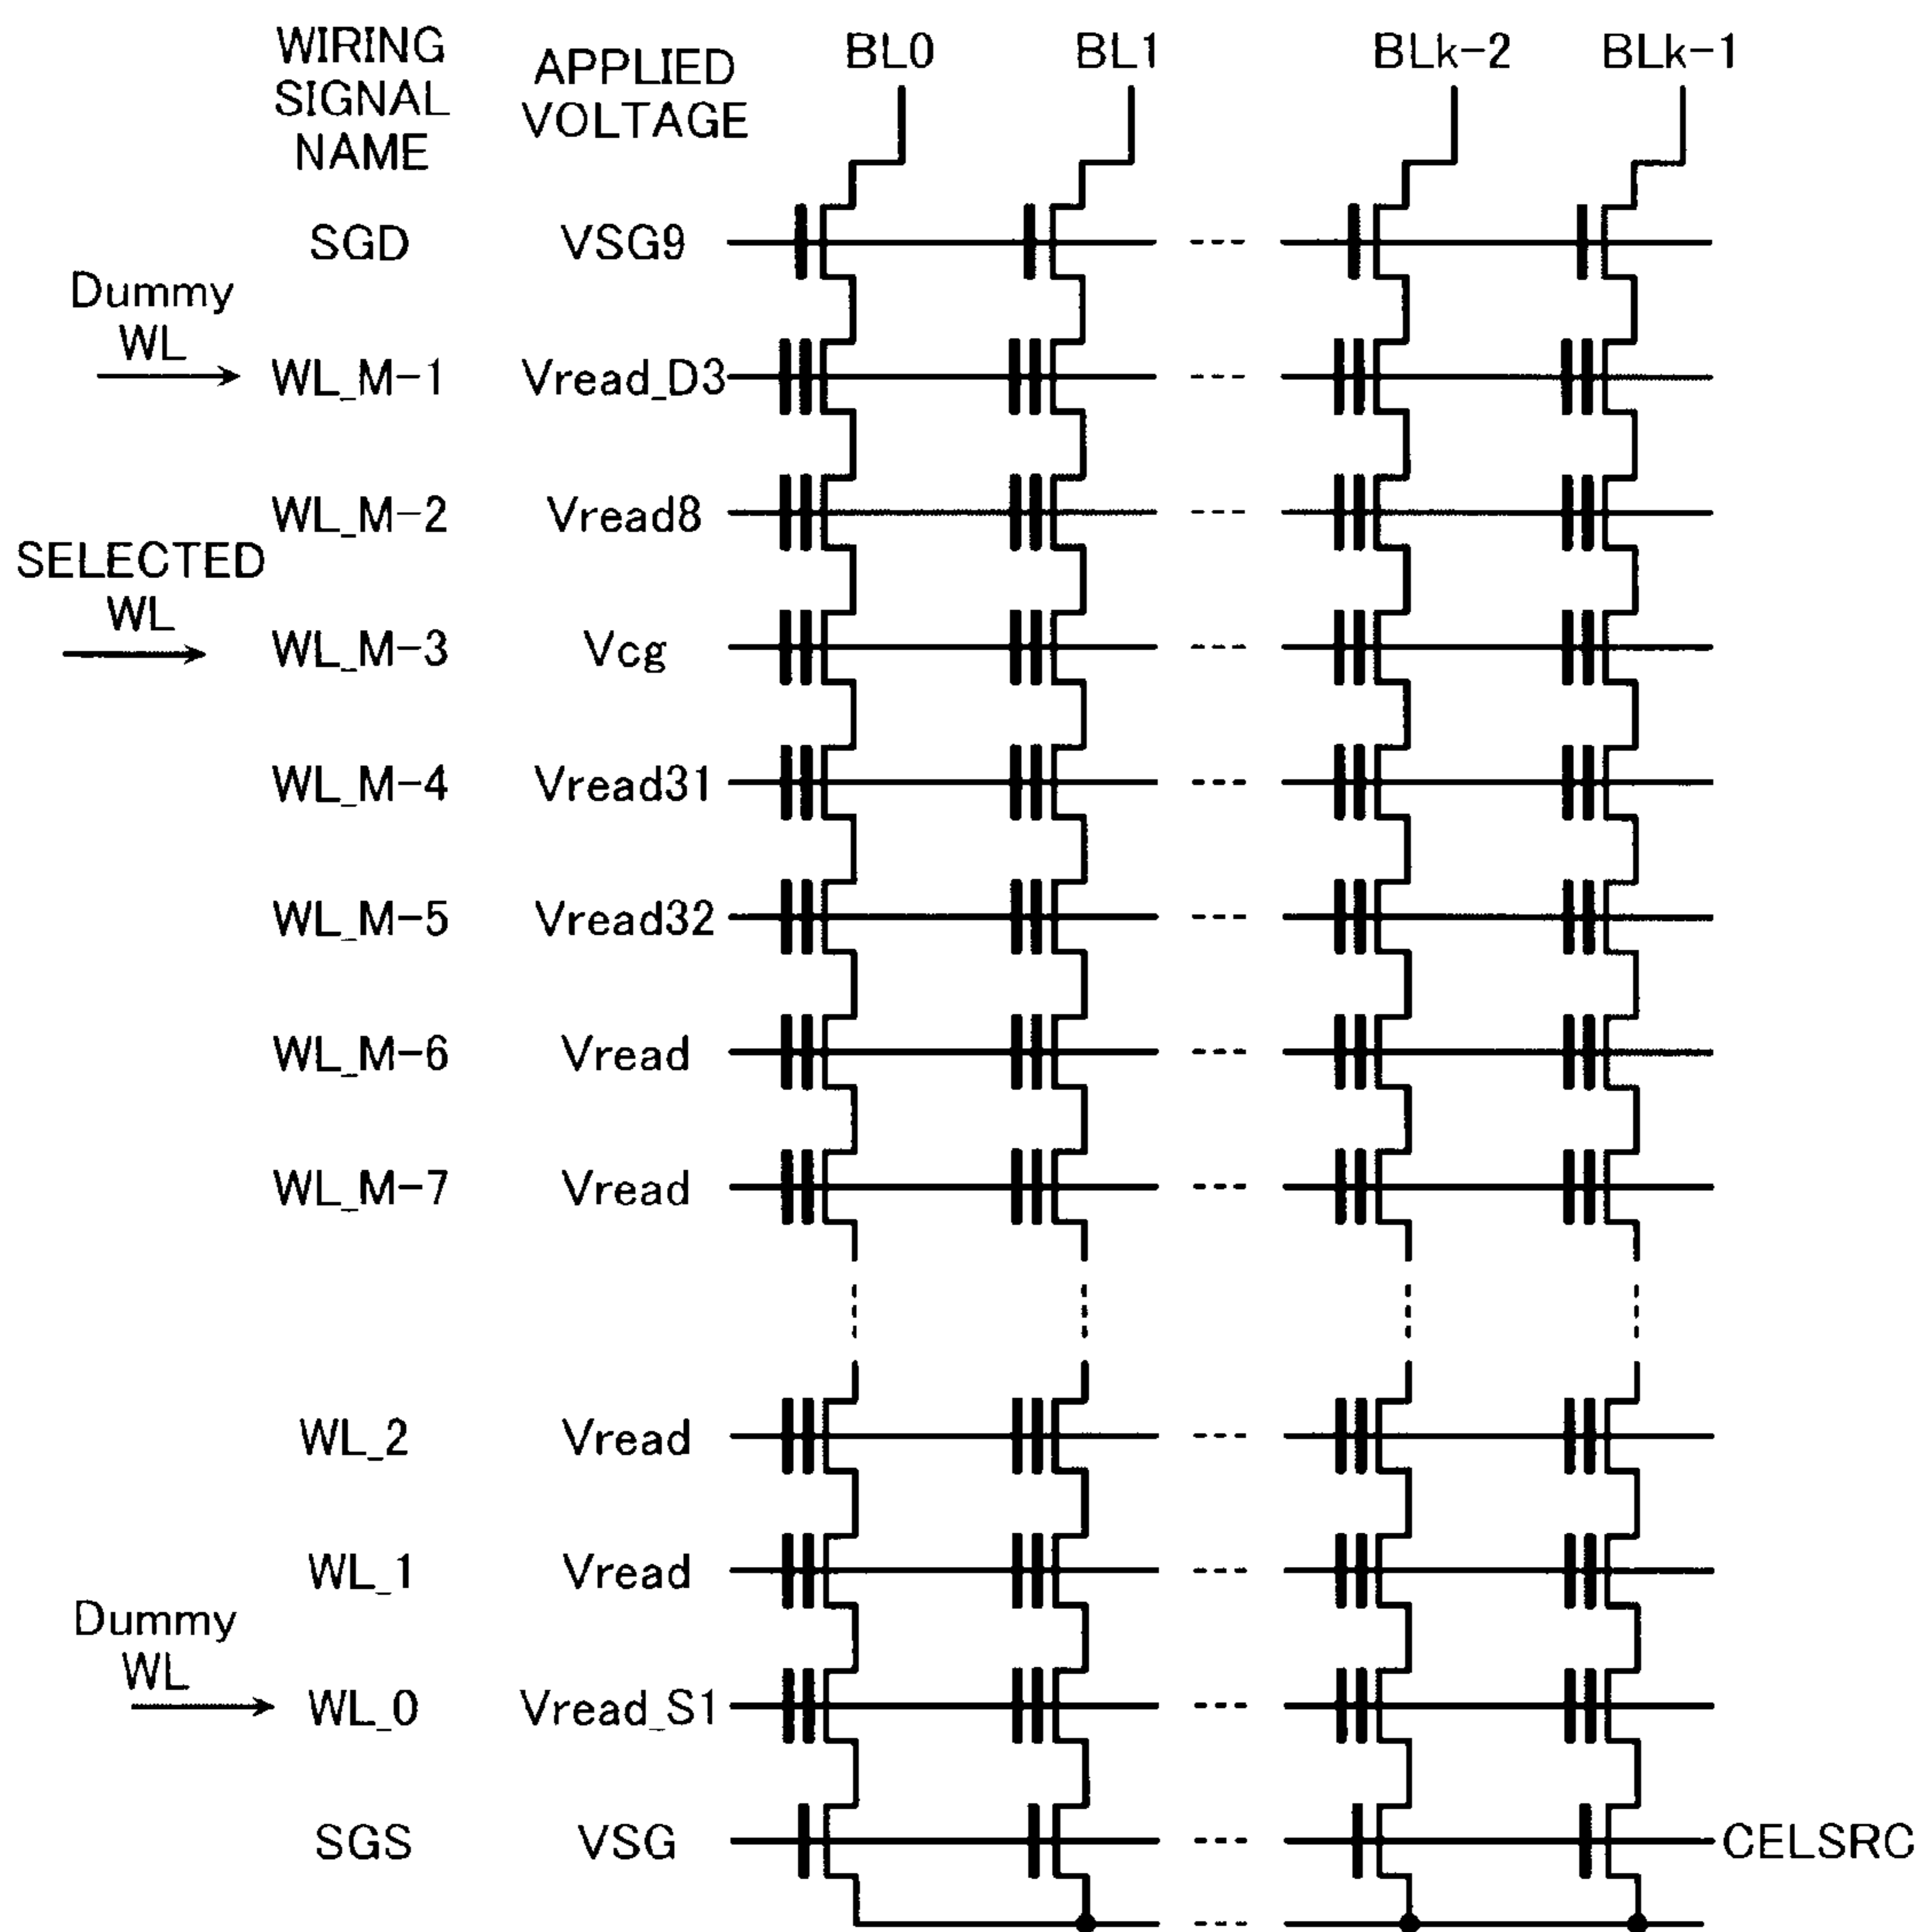 WIRING
SIGNAL
NAME
APPLIED
VOLTAGE
BL0 BL1 BLk-2 BLk-1
SGD VSG9
Dummy
WL
WL_M-1 Vread_D3
WL_M-2 Vread8
SELECTED
WL
WL_M-3 Vcg
WL_M-4 Vread31
WL_M-5 Vread32
WL_M-6 Vread
WL_M-7 Vread
WL_2 Vread
WL_1 Vread
Dummy
WL
WL_0 Vread_S1
SGS VSG CELSRC